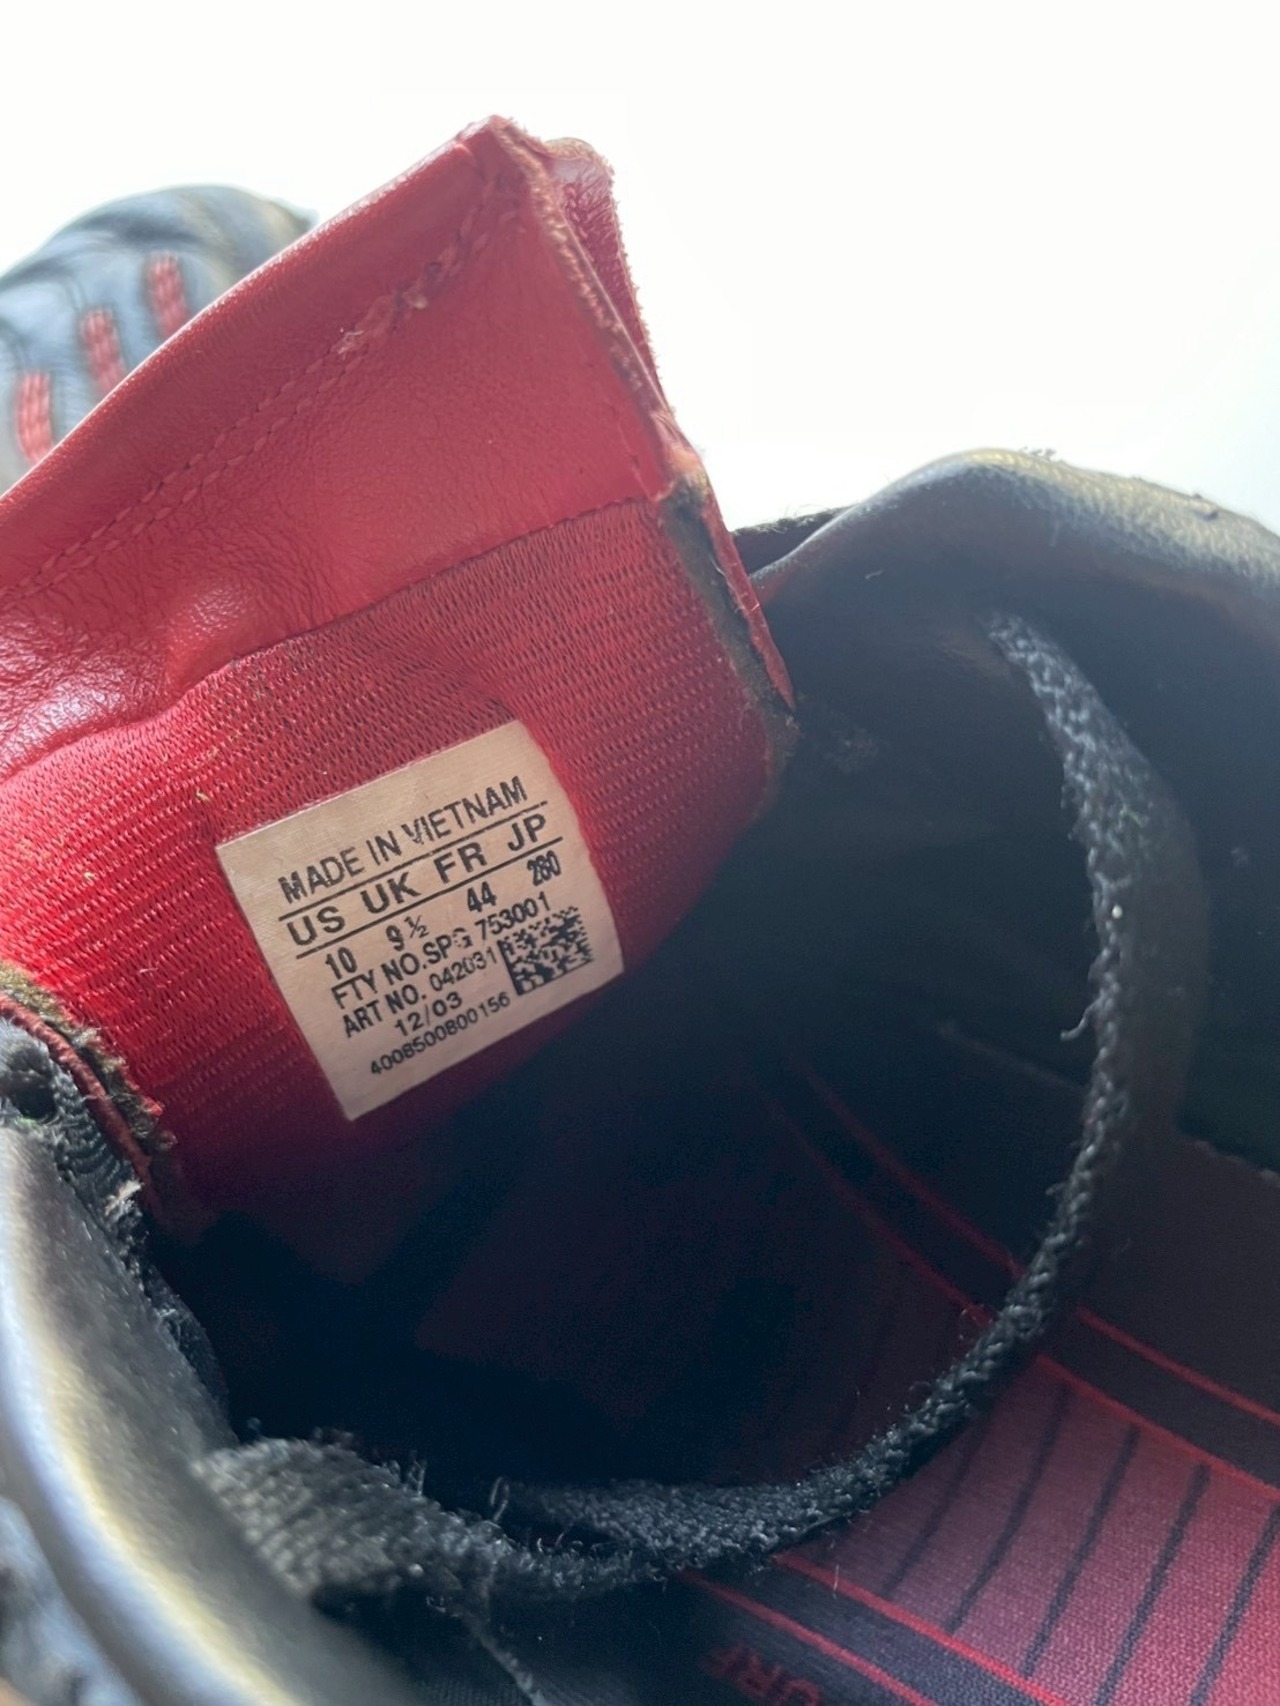 MADE IN VIETNAM
US UK FR JP
10 9½ 44 280
FTY NO.SPG 753001
ART NO. 042031
12/03
4008500800156